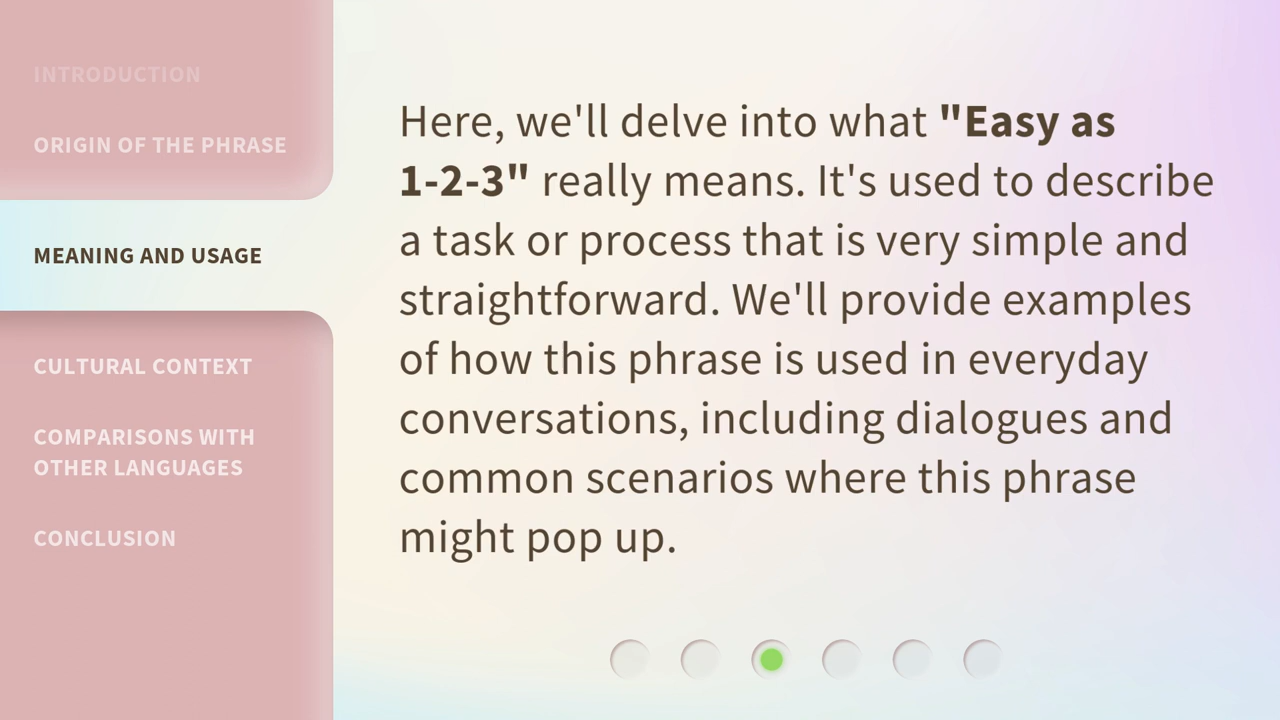 INTRODUCTION
ORIGIN OF THE PHRASE
MEANING AND USAGE
CULTURAL CONTEXT
COMPARISONS WITH
OTHER LANGUAGES
CONCLUSION
Here, we'll delve into what "Easy as
1-2-3" really means. It's used to describe
a task or process that is very simple and
straightforward. We'll provide examples
of how this phrase is used in everyday
conversations, including dialogues and
common scenarios where this phrase
might pop up.